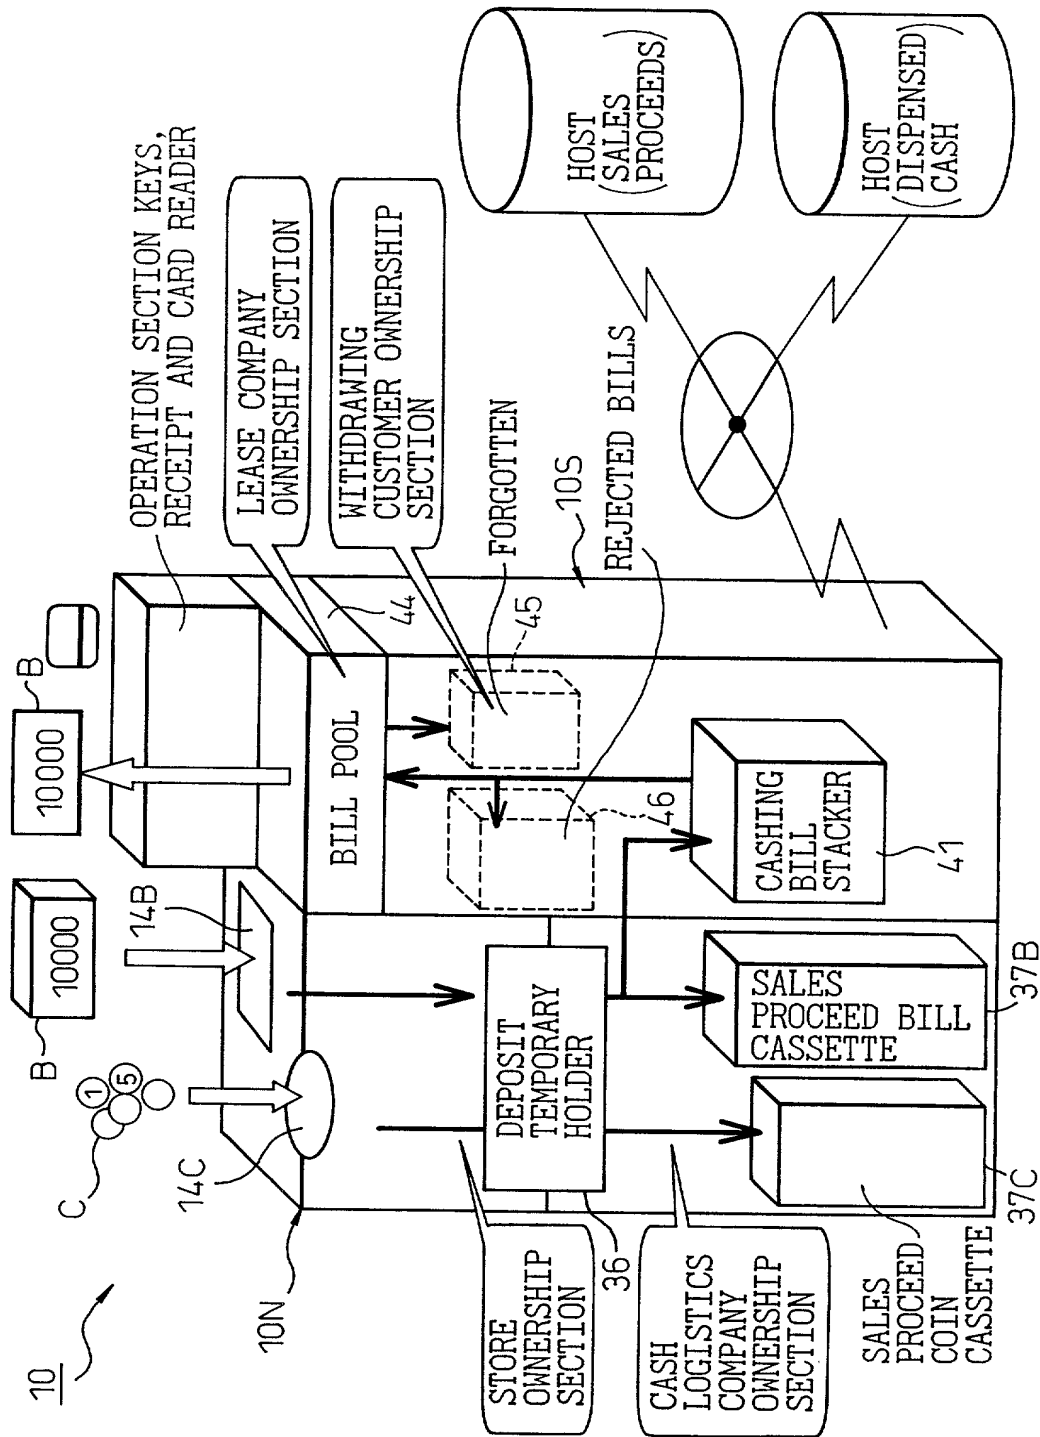 10
C
1
5
B
10000
10000
B
OPERATION SECTION KEYS,
RECEIPT AND CARD READER
14C
14B
10N
LEASE COMPANY
OWNERSHIP SECTION
BILL POOL
44
WITHDRAWING
CUSTOMER OWNERSHIP
SECTION
FORGOTTEN
45
10S
REJECTED BILLS
46
STORE
OWNERSHIP
SECTION
36
DEPOSIT
TEMPORARY
HOLDER
CASH
LOGISTICS
COMPANY
OWNERSHIP
SECTION
SALES
PROCEED BILL
CASSETTE
37B
CASHING
BILL
STACKER
41
SALES
PROCEED
COIN
CASSETTE
37C
HOST
(SALES
PROCEEDS)
HOST
(DISPENSED
CASH)